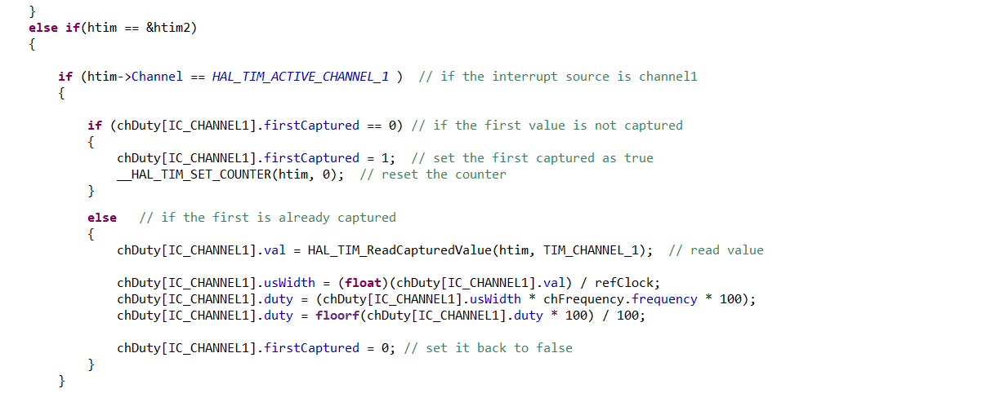 }
else if(htim == &htim2)
{
if (htim->Channel == HAL_TIM_ACTIVE_CHANNEL_1 )  // if the interrupt source is channel1
{
if (chDuty[IC_CHANNEL1].firstCaptured == 0) // if the first value is not captured
{
chDuty[IC_CHANNEL1].firstCaptured = 1;  // set the first captured as true
__HAL_TIM_SET_COUNTER(htim, 0);  // reset the counter
}
else   // if the first is already captured
{
chDuty[IC_CHANNEL1].val = HAL_TIM_ReadCapturedValue(htim, TIM_CHANNEL_1);  // read value
chDuty[IC_CHANNEL1].usWidth = (float)(chDuty[IC_CHANNEL1].val) / refClock;
chDuty[IC_CHANNEL1].duty = (chDuty[IC_CHANNEL1].usWidth * chFrequency.frequency * 100);
chDuty[IC_CHANNEL1].duty = floorf(chDuty[IC_CHANNEL1].duty * 100) / 100;
chDuty[IC_CHANNEL1].firstCaptured = 0; // set it back to false
}
}